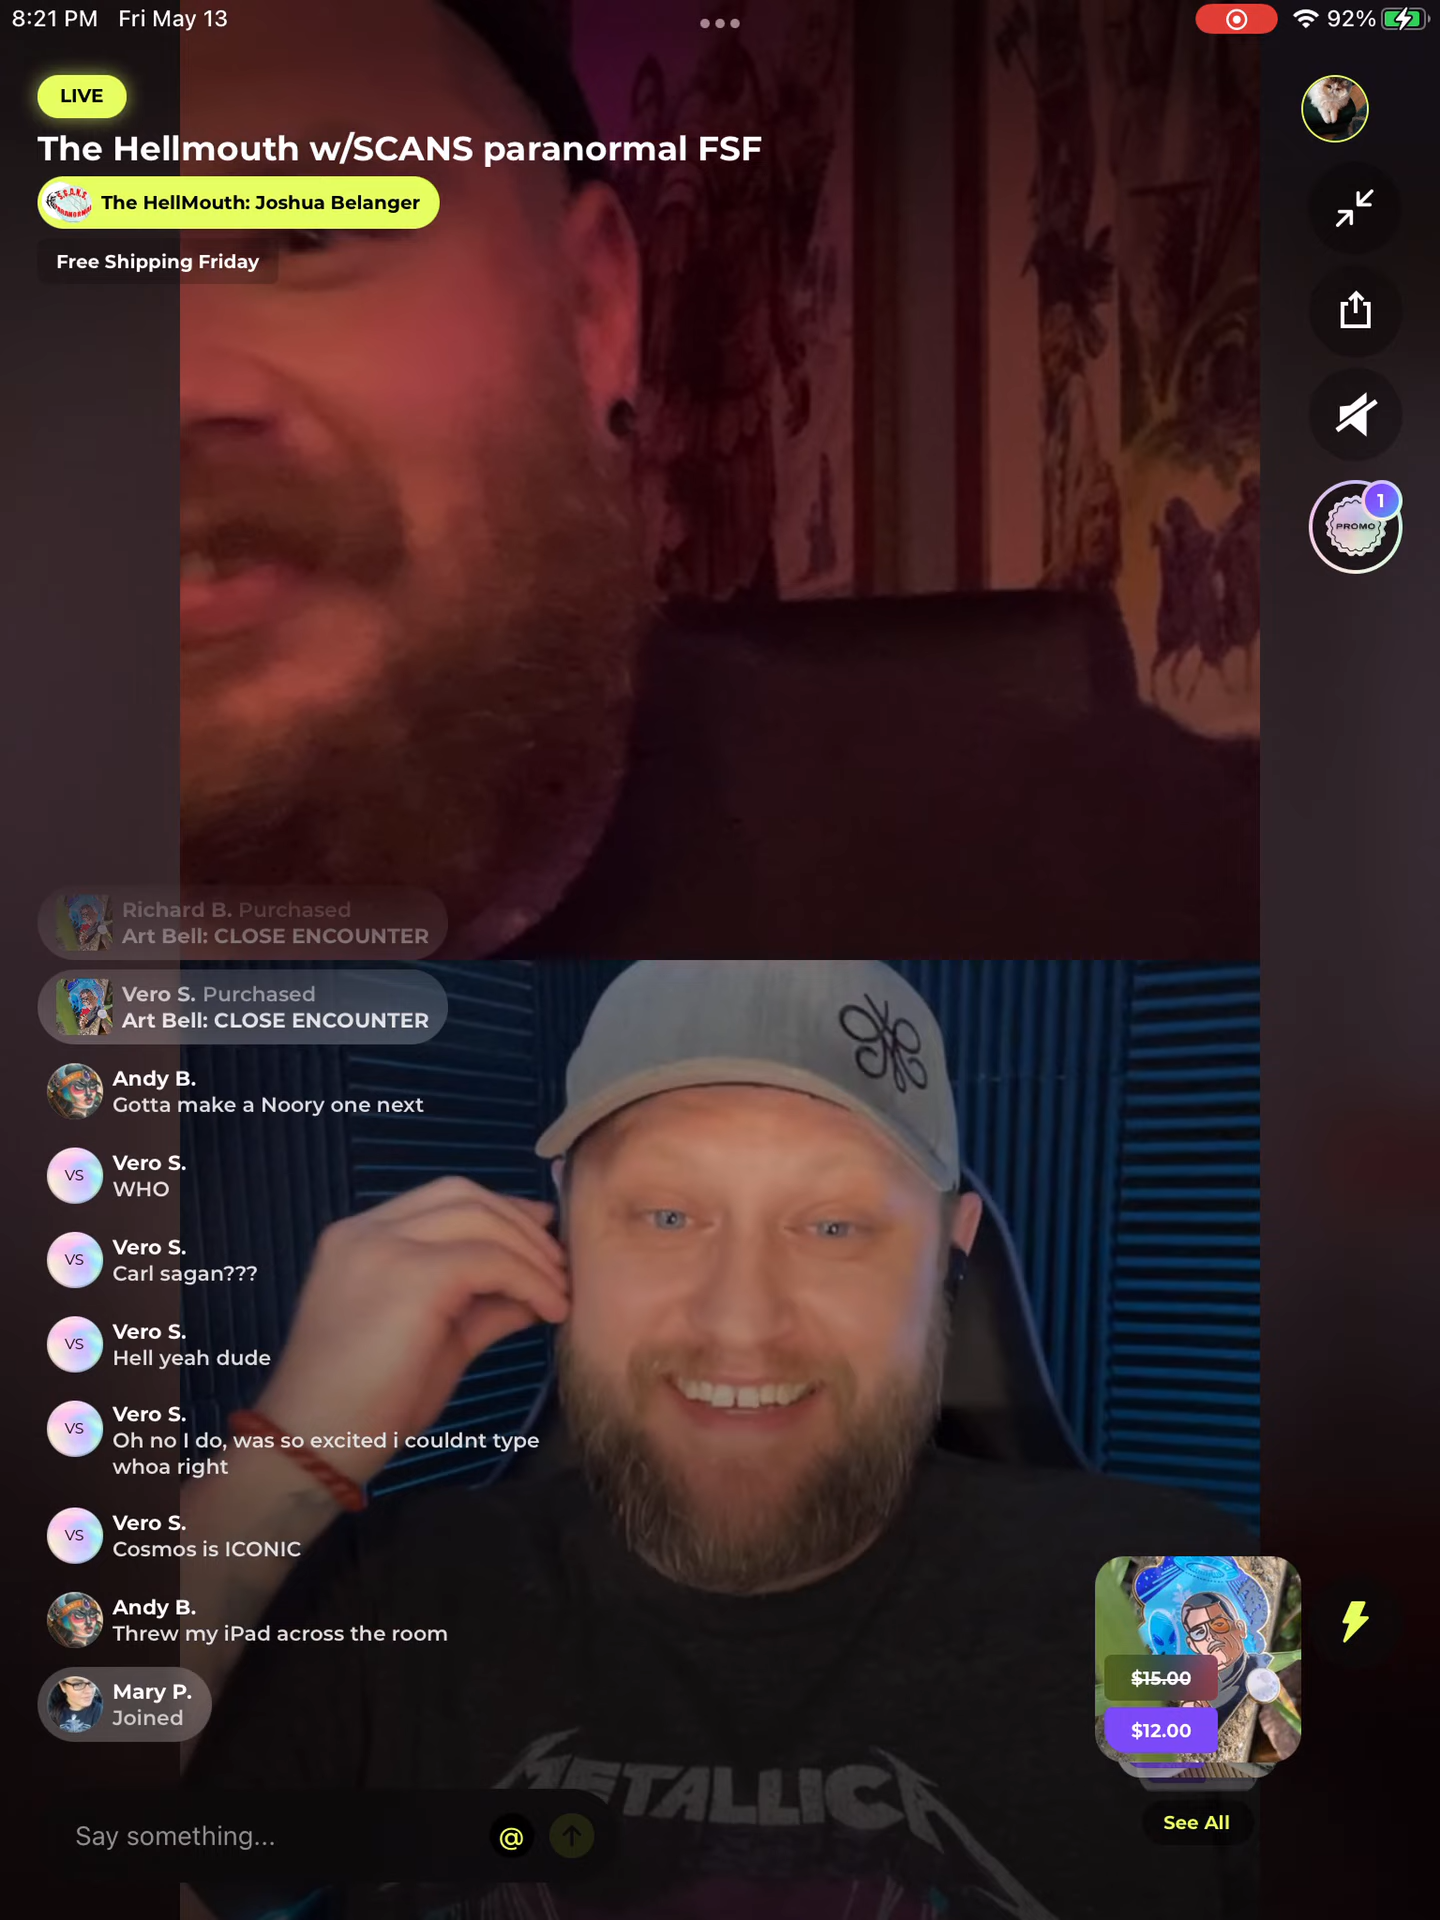 8:21 PM Fri May 13
92%
LIVE
The Hellmouth w/SCANS paranormal FSF
The HellMouth: Joshua Belanger
Free Shipping Friday
1
PROMO
Richard B. Purchased
Art Bell: CLOSE ENCOUNTER
Vero S. Purchased
Art Bell: CLOSE ENCOUNTER
Andy B.
Gotta make a Noory one next
VS
Vero S.
WHO
VS
Vero S.
Carl sagan???
VS
Vero S.
Hell yeah dude
VS
Vero S.
Oh no I do, was so excited i couldnt type
whoa right
VS
Vero S.
Cosmos is ICONIC
Andy B.
Threw my iPad across the room
Mary P.
Joined
$15.00
$12.00
METALLICA
Say something...
@
See All